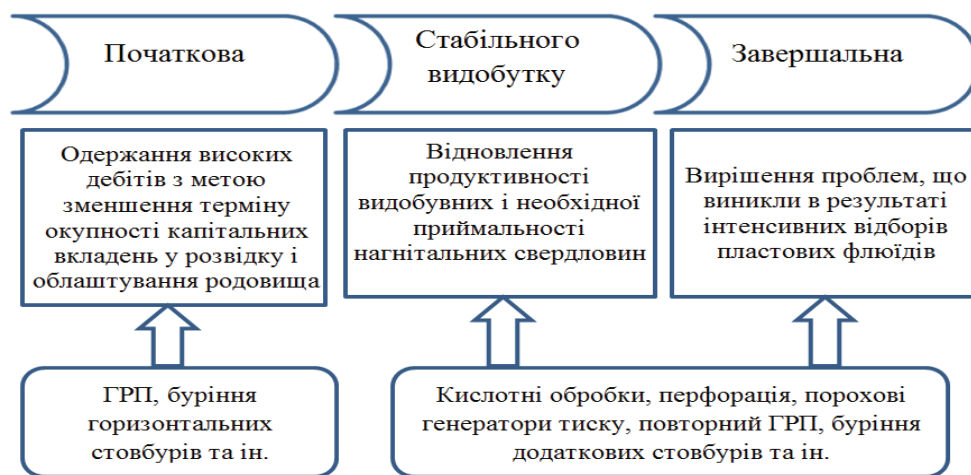 Початкова
Стабільного
видобутку
Завершальна
Одержання високих
дебітів з метою
зменшення терміну
окупності капітальних
вкладень у розвідку і
облаштування родовища
Відновлення
продуктивності
видобувних і необхідної
приймальності
нагнітальних свердловин
Вирішення проблем, що
виникли в результаті
інтенсивних відборів
пластових флюїдів
ГРП, буріння
горизонтальних
стовбурів та ін.
Кислотні обробки, перфорація, порохові
генератори тиску, повторний ГРП, буріння
додаткових стовбурів та ін.